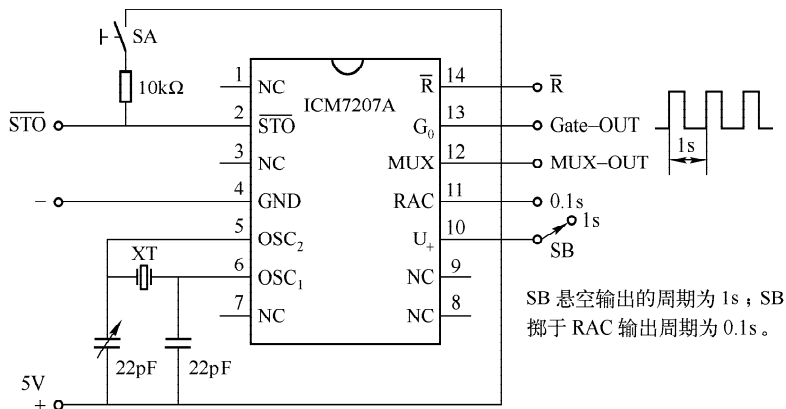 SA
10kΩ
ICM7207A
S̅T̅O̅
1 NC
2 S̅T̅O̅
3 NC
4 GND
5 OSC₂
6 OSC₁
7 NC
14 R̅
13 G₀
12 MUX
11 RAC
10 U₊
9 NC
8 NC
R̅
Gate–OUT
MUX–OUT
0.1s
1s
SB
1s
−
XT
22pF
22pF
5V
+
SB 悬空输出的周期为 1s；SB
掷于 RAC 输出周期为 0.1s。